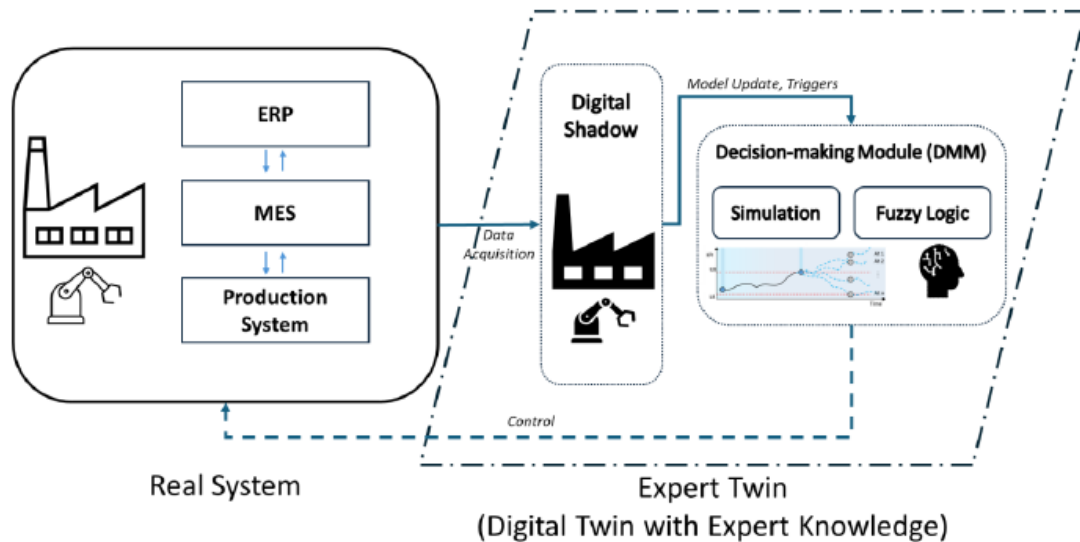 ERP
MES
Production
System
Data
Acquisition
Digital
Shadow
Model Update, Triggers
Decision-making Module (DMM)
Simulation
Fuzzy Logic
Time
Control
Real System
Expert Twin
(Digital Twin with Expert Knowledge)